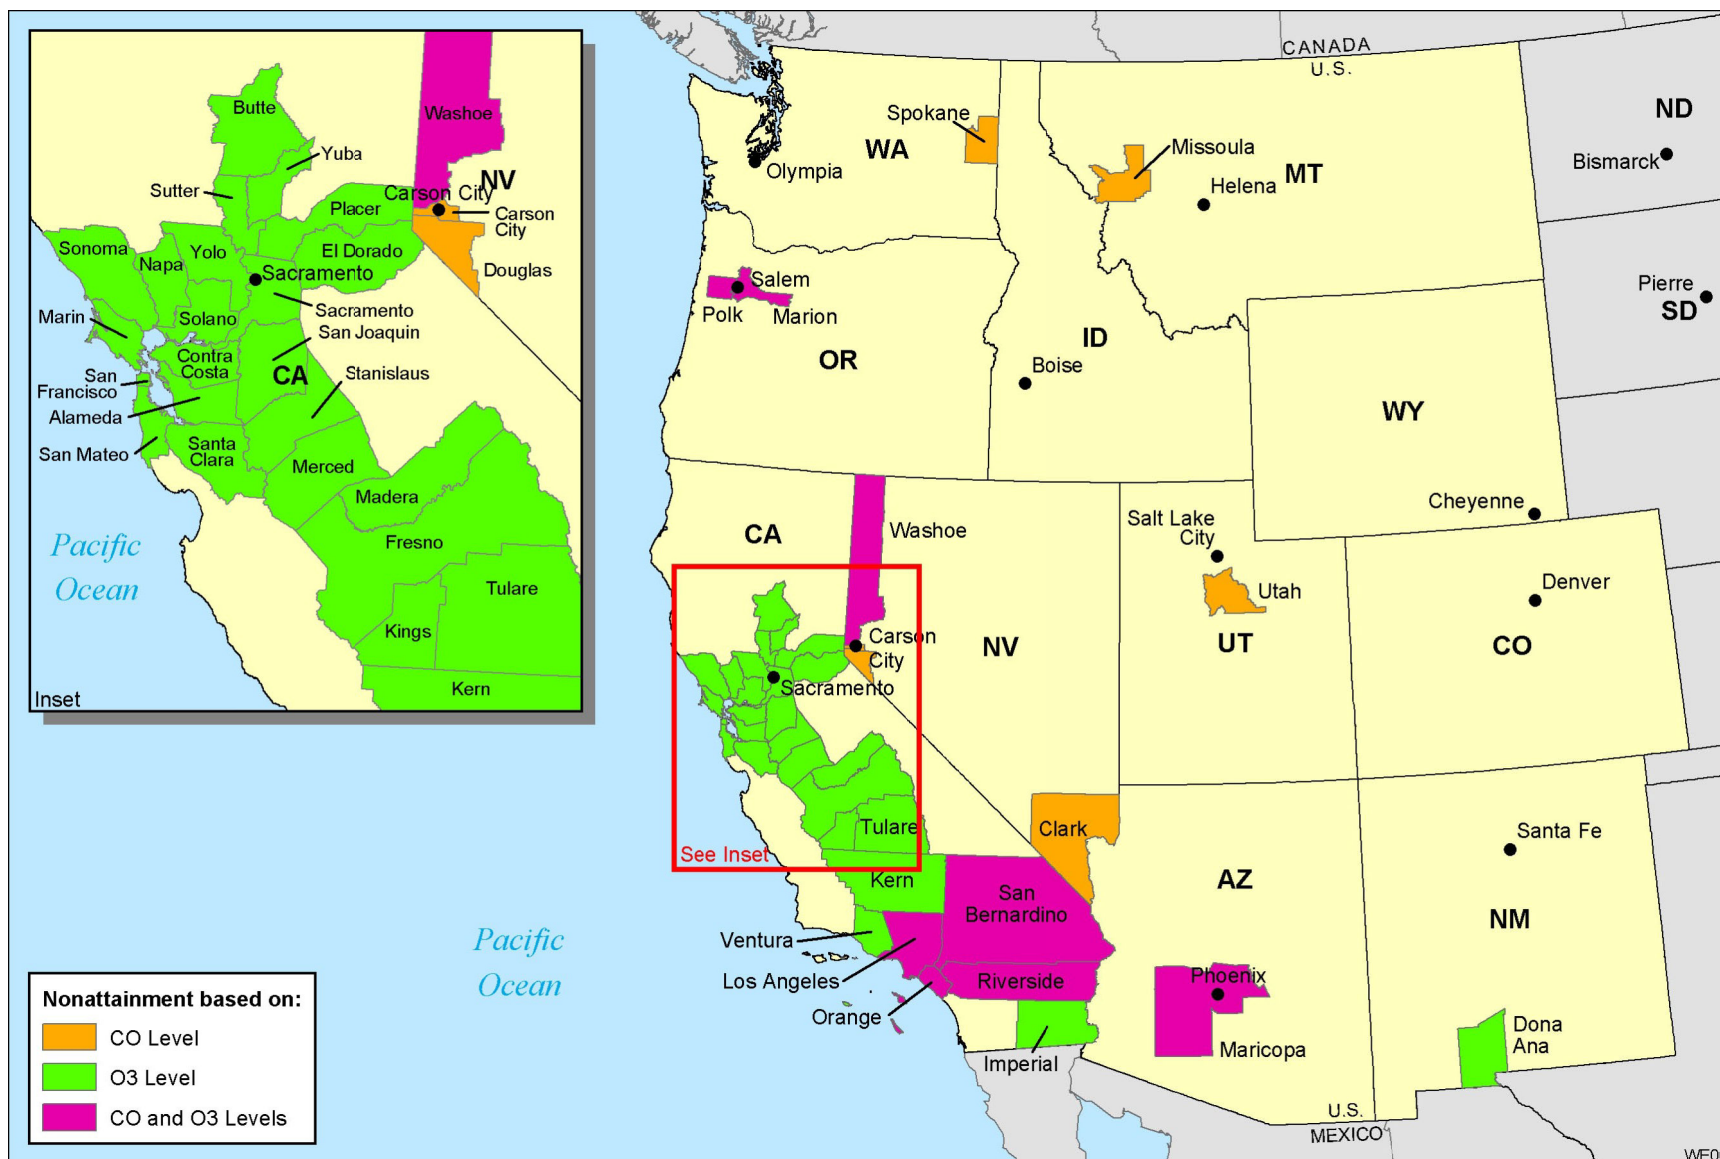 Butte
Washoe
Yuba
NV
Sutter
Carson City
Placer
Carson
City
Sonoma
Yolo
El Dorado
Napa
Douglas
Sacramento
Marin
Solano
Sacramento
San Joaquin
Contra
Costa
CA
Stanislaus
San
Francisco
Alameda
San Mateo
Santa
Clara
Merced
Madera
Pacific
Ocean
Fresno
Tulare
Kings
Kern
Inset
CANADA
U.S.
Spokane
WA
Olympia
Missoula
Helena
MT
ND
Bismarck
Pierre
SD
Salem
Polk
Marion
OR
ID
Boise
WY
Cheyenne
CA
Washoe
Salt Lake
City
Utah
UT
Denver
CO
NV
Carson
City
Sacramento
Tulare
See Inset
Kern
Clark
San
Bernardino
AZ
Santa Fe
NM
Ventura
Los Angeles
Orange
Riverside
Imperial
Phoenix
Maricopa
Dona
Ana
Pacific
Ocean
U.S.
MEXICO
Nonattainment based on:
CO Level
O3 Level
CO and O3 Levels